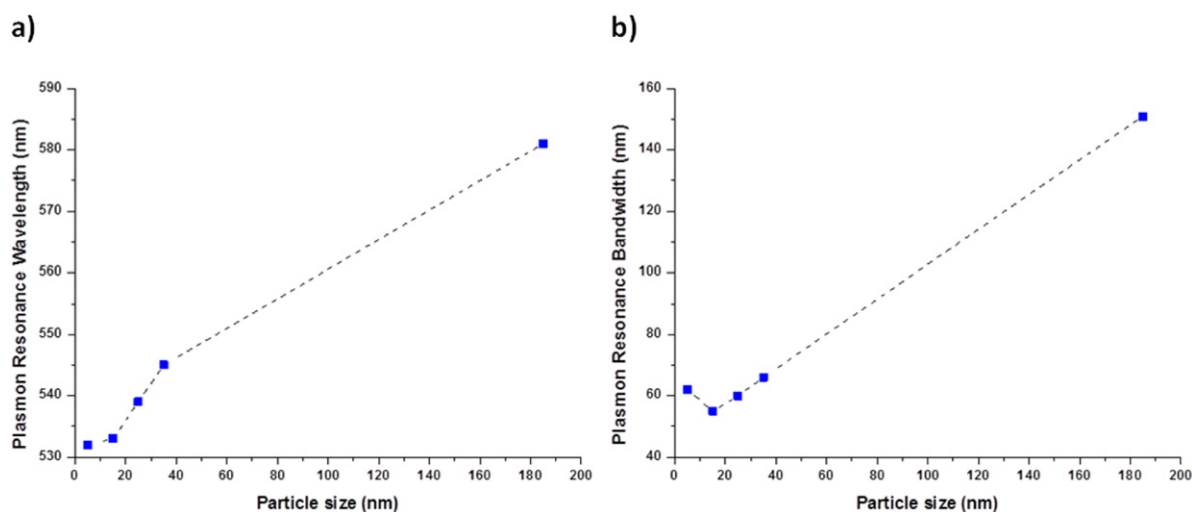 a)
Plasmon Resonance Wavelength (nm)
590
580
570
560
550
540
530
0 20 40 60 80 100 120 140 160 180 200
Particle size (nm)
b)
Plasmon Resonance Bandwidth (nm)
160
140
120
100
80
60
40
0 20 40 60 80 100 120 140 160 180 200
Particle size (nm)